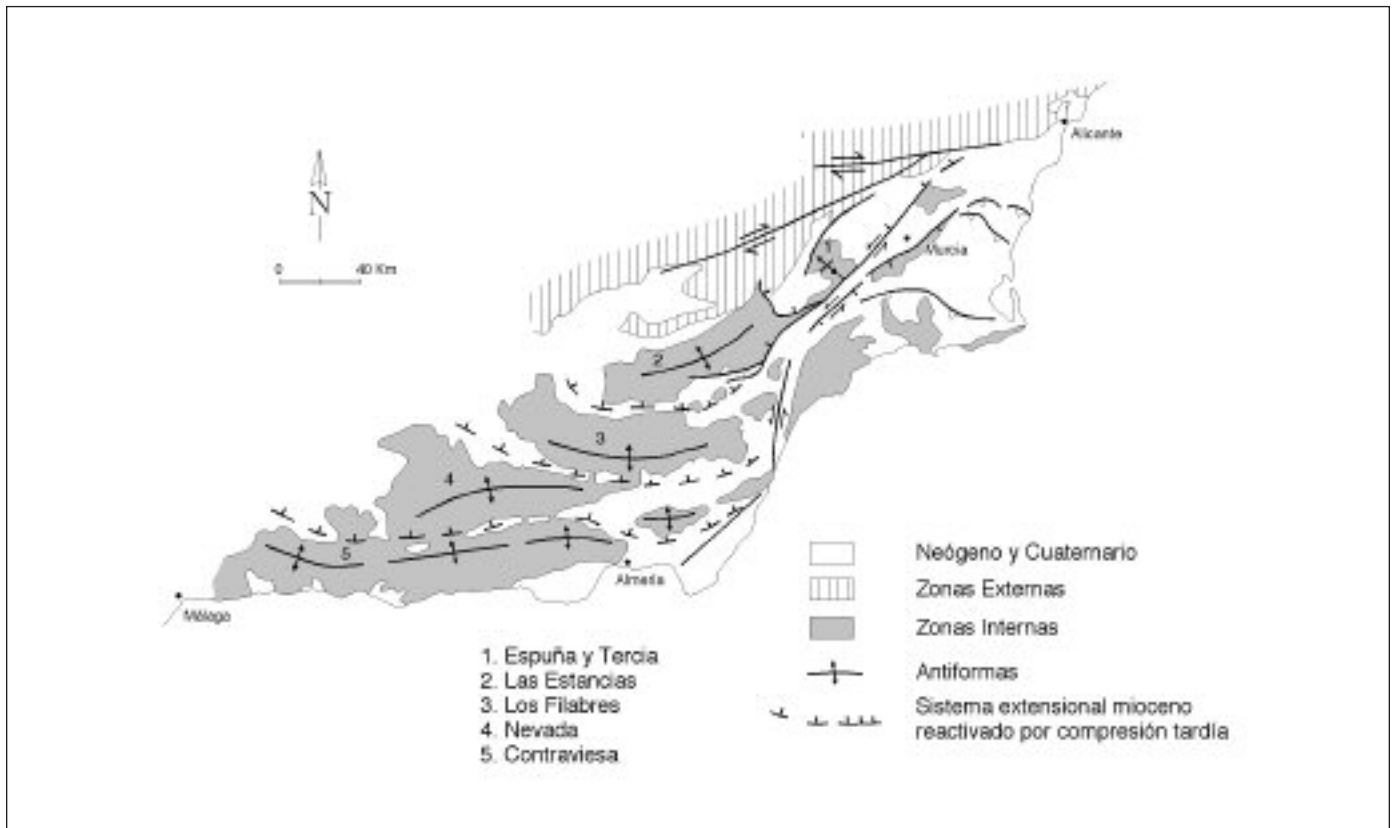 Alicante
N
0 40 Km
1
Murcia
2
3
4
5
Almería
Málaga
Neógeno y Cuaternario
Zonas Externas
Zonas Internas
Antiformas
Sistema extensional mioceno
reactivado por compresión tardía
1. Espuña y Tercia
2. Las Estancias
3. Los Filabres
4. Nevada
5. Contraviesa